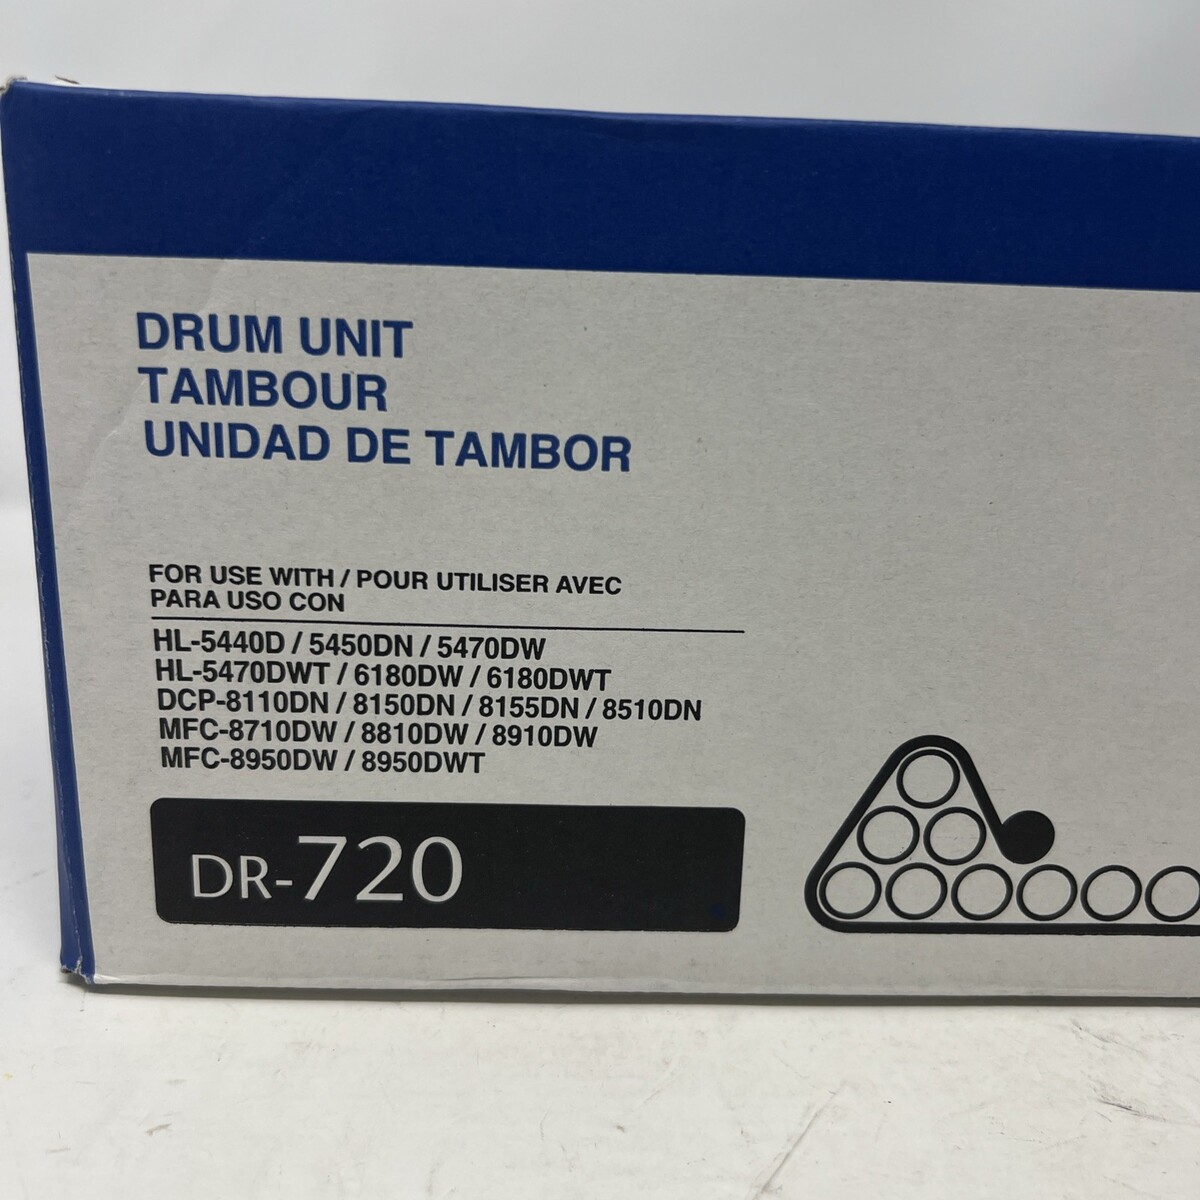 DRUM UNIT
TAMBOUR
UNIDAD DE TAMBOR
FOR USE WITH / POUR UTILISER AVEC
PARA USO CON
HL-5440D / 5450DN / 5470DW
HL-5470DWT / 6180DW / 6180DWT
DCP-8110DN / 8150DN / 8155DN / 8510DN
MFC-8710DW / 8810DW / 8910DW
MFC-8950DW / 8950DWT
DR-720